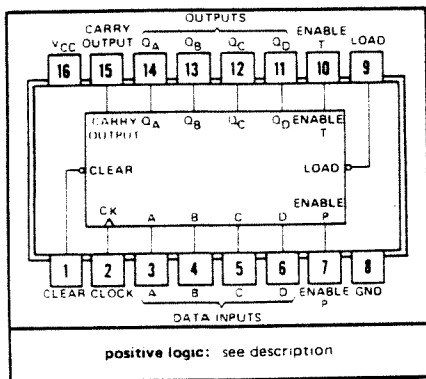 OUTPUTS
VCC CARRY OUTPUT QA QB QC QD ENABLE T LOAD
16 15 14 13 12 11 10 9
CARRY OUTPUT QA QB QC QD ENABLE T
CLEAR LOAD
CK A B C D ENABLE P
1 2 3 4 5 6 7 8
CLEAR CLOCK A B C D ENABLE P GND
DATA INPUTS
positive logic: see description